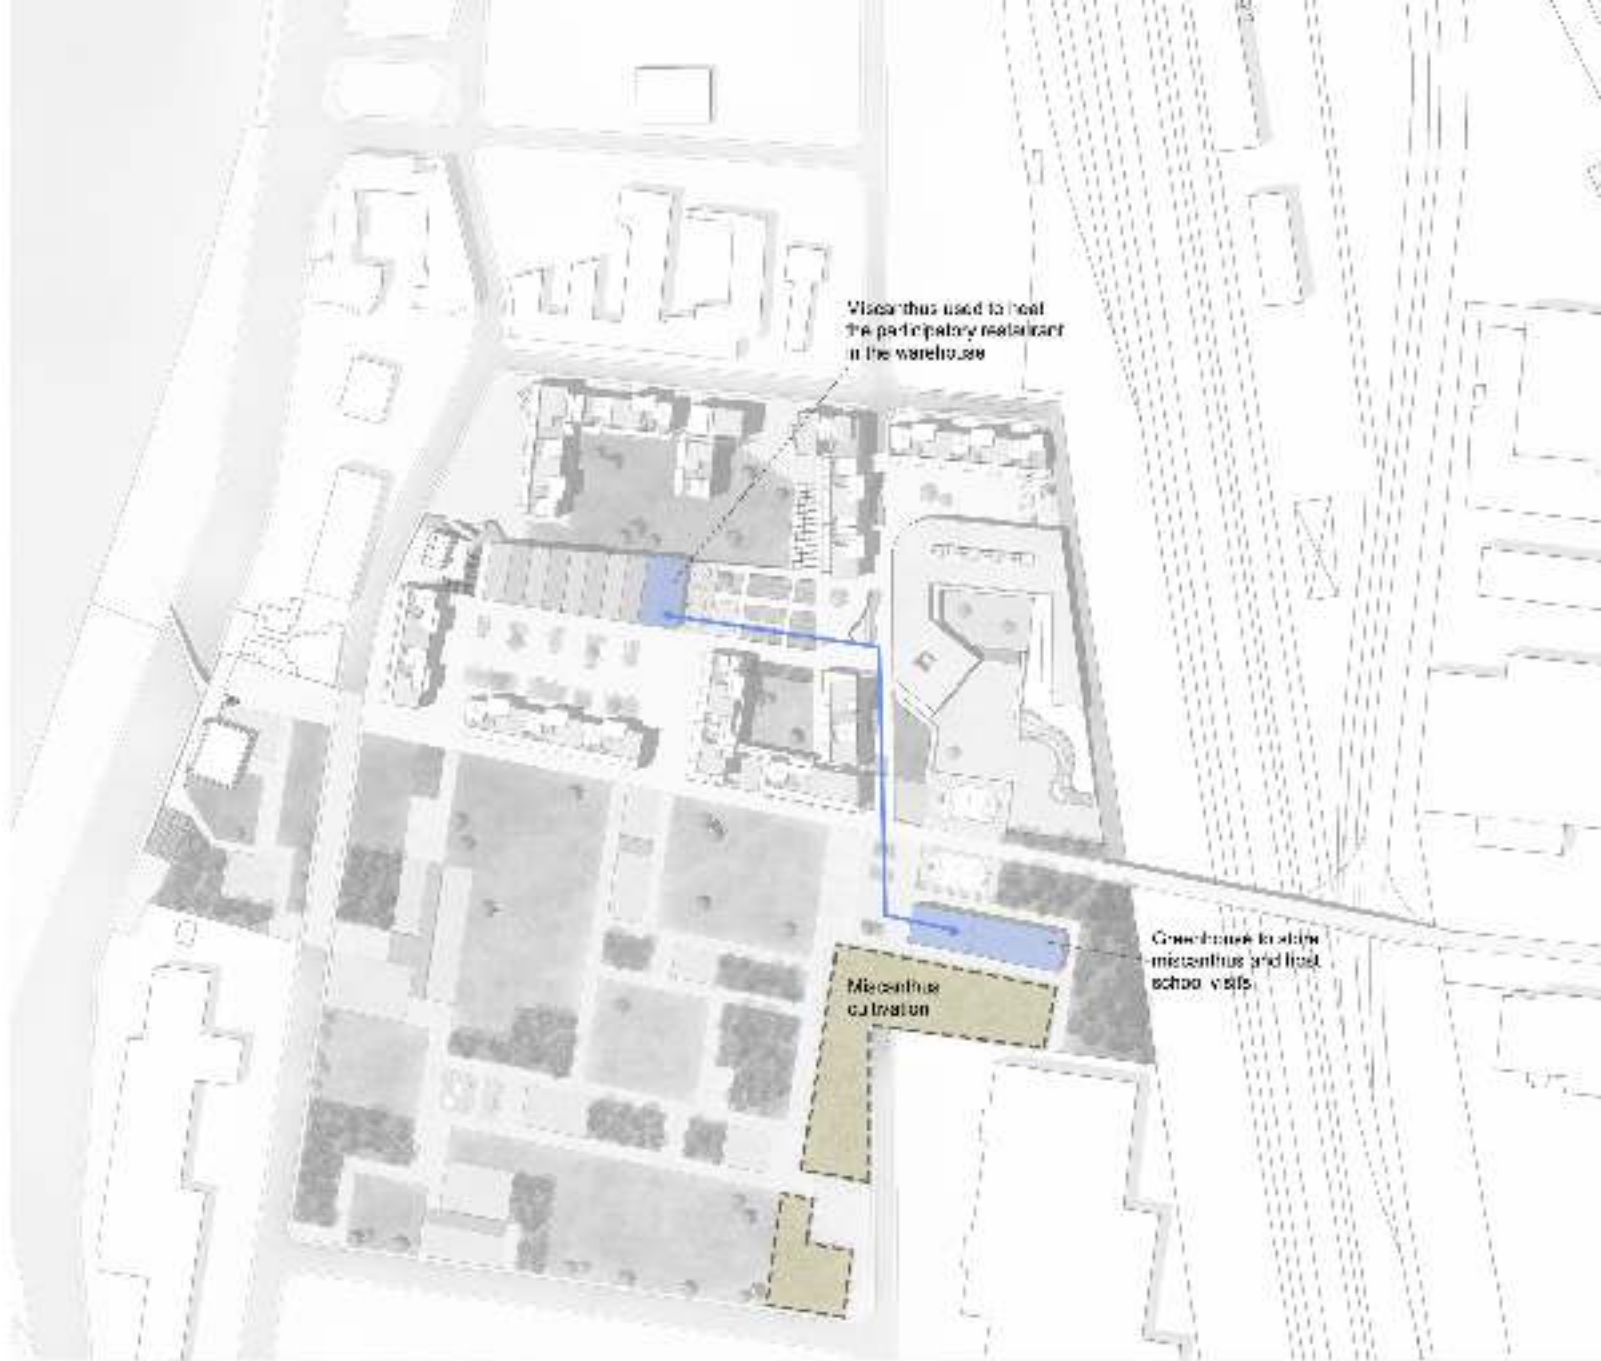 Miscanthus used to heat
the participatory restaurant
in the warehouse
Greenhouse to store
miscanthus and host
school visits
Miscanthus
cultivation